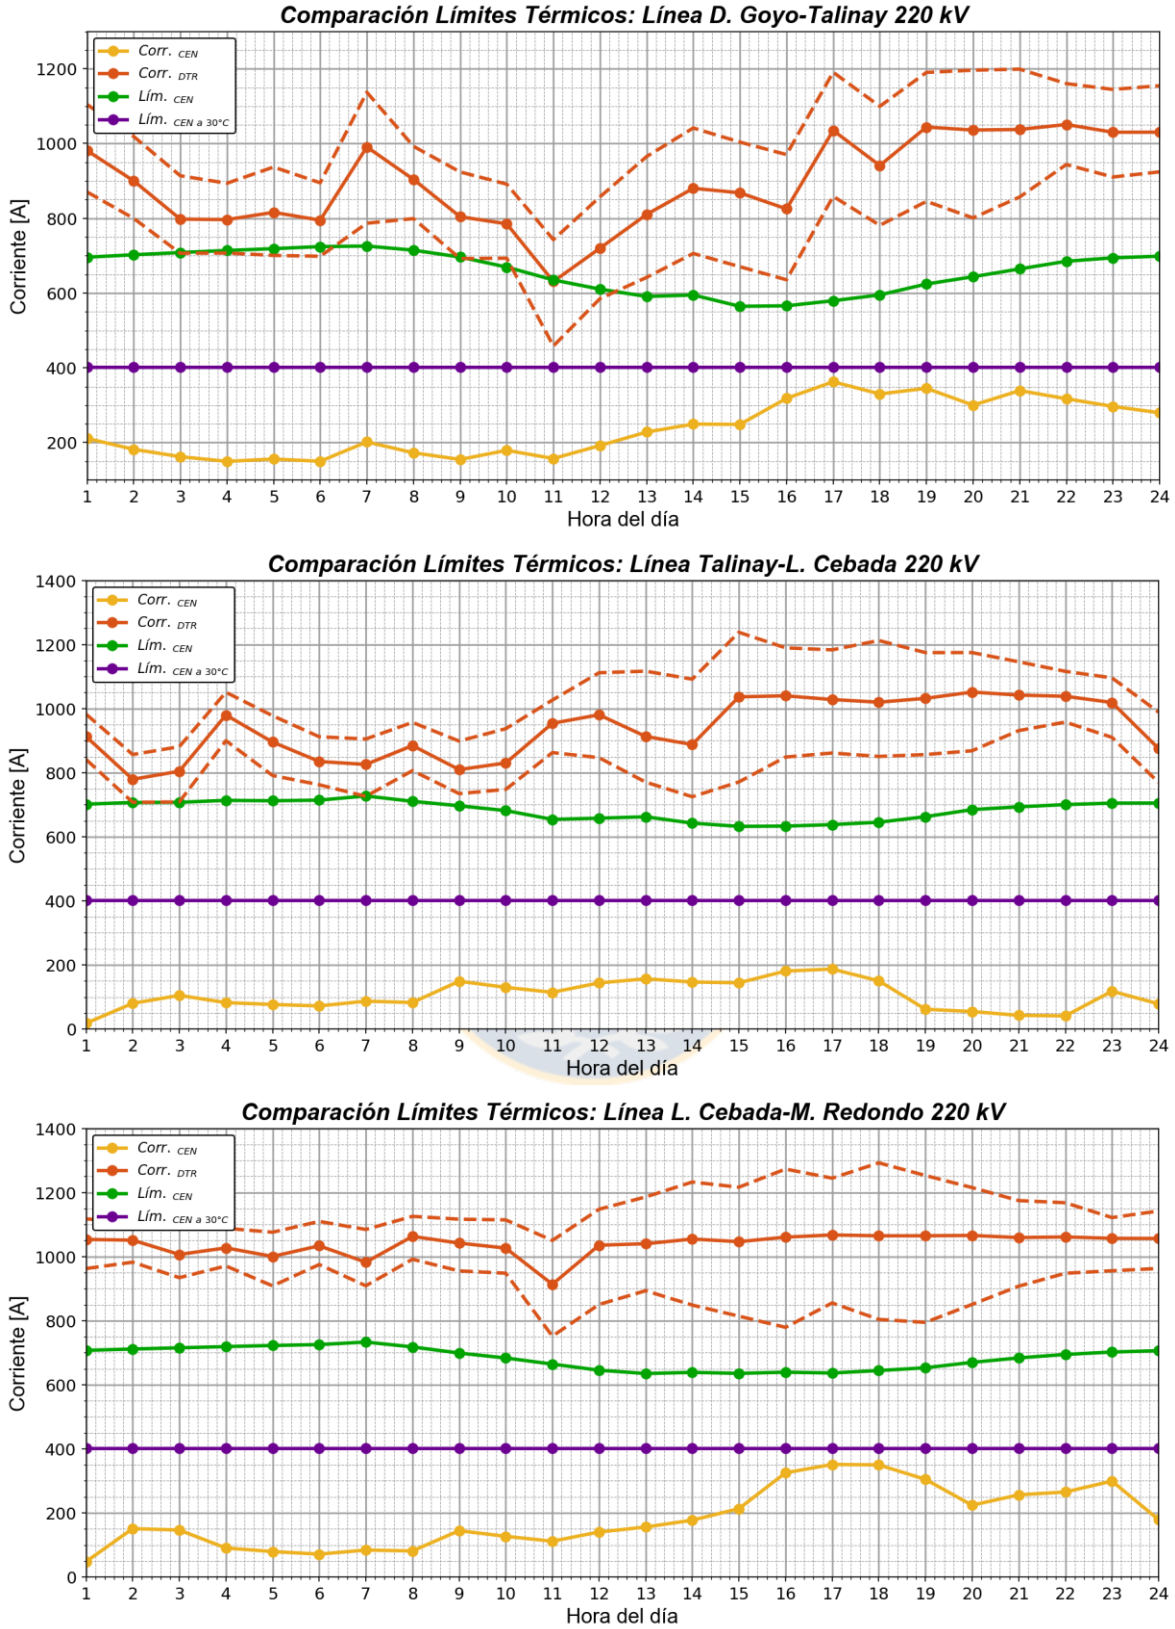 Comparación Límites Térmicos: Línea D. Goyo-Talinay 220 kV
Corr. CEN
Corr. DTR
Lím. CEN
Lím. CEN a 30°C
Corriente [A]
1200
1000
800
600
400
200
1 2 3 4 5 6 7 8 9 10 11 12 13 14 15 16 17 18 19 20 21 22 23 24
Hora del día
Comparación Límites Térmicos: Línea Talinay-L. Cebada 220 kV
Corr. CEN
Corr. DTR
Lím. CEN
Lím. CEN a 30°C
Corriente [A]
1400
1200
1000
800
600
400
200
0
1 2 3 4 5 6 7 8 9 10 11 12 13 14 15 16 17 18 19 20 21 22 23 24
Hora del día
Comparación Límites Térmicos: Línea L. Cebada-M. Redondo 220 kV
Corr. CEN
Corr. DTR
Lím. CEN
Lím. CEN a 30°C
Corriente [A]
1400
1200
1000
800
600
400
200
0
1 2 3 4 5 6 7 8 9 10 11 12 13 14 15 16 17 18 19 20 21 22 23 24
Hora del día